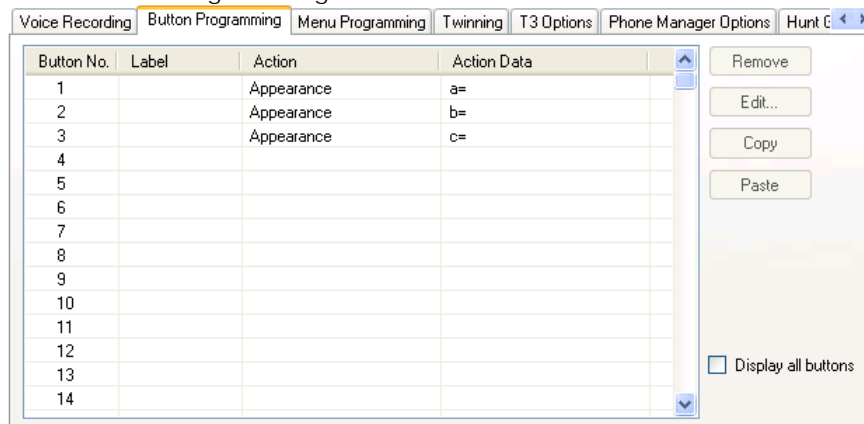 Voice Recording Button Programming Menu Programming Twinning T3 Options Phone Manager Options Hunt
Button No. Label Action Action Data Remove
1 Appearance a=
2 Appearance b= Edit...
3 Appearance c= Copy
4
5 Paste
6
7
8
9
10
11
12
13 Display all buttons
14